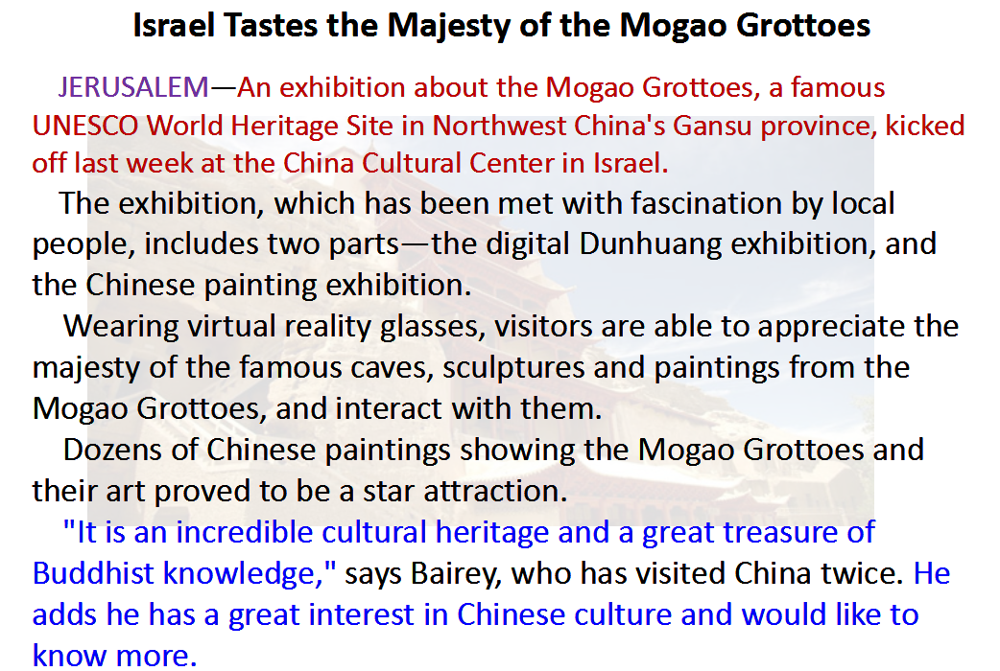 Israel Tastes the Majesty of the Mogao Grottoes
JERUSALEM—An exhibition about the Mogao Grottoes, a famous
UNESCO World Heritage Site in Northwest China's Gansu province, kicked
off last week at the China Cultural Center in Israel.
The exhibition, which has been met with fascination by local
people, includes two parts—the digital Dunhuang exhibition, and
the Chinese painting exhibition.
Wearing virtual reality glasses, visitors are able to appreciate the
majesty of the famous caves, sculptures and paintings from the
Mogao Grottoes, and interact with them.
Dozens of Chinese paintings showing the Mogao Grottoes and
their art proved to be a star attraction.
"It is an incredible cultural heritage and a great treasure of
Buddhist knowledge," says Bairey, who has visited China twice. He
adds he has a great interest in Chinese culture and would like to
know more.